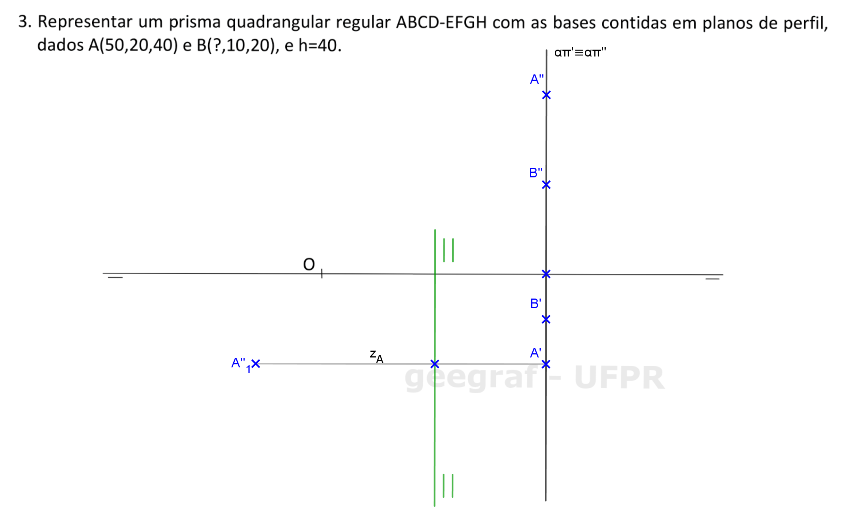 3. Representar um prisma quadrangular regular ABCD-EFGH com as bases contidas em planos de perfil,
dados A(50,20,40) e B(?,10,20), e h=40.
απ'≡απ"
A"
B"
O
B'
A'
A"₁
z_A
geegraf - UFPR